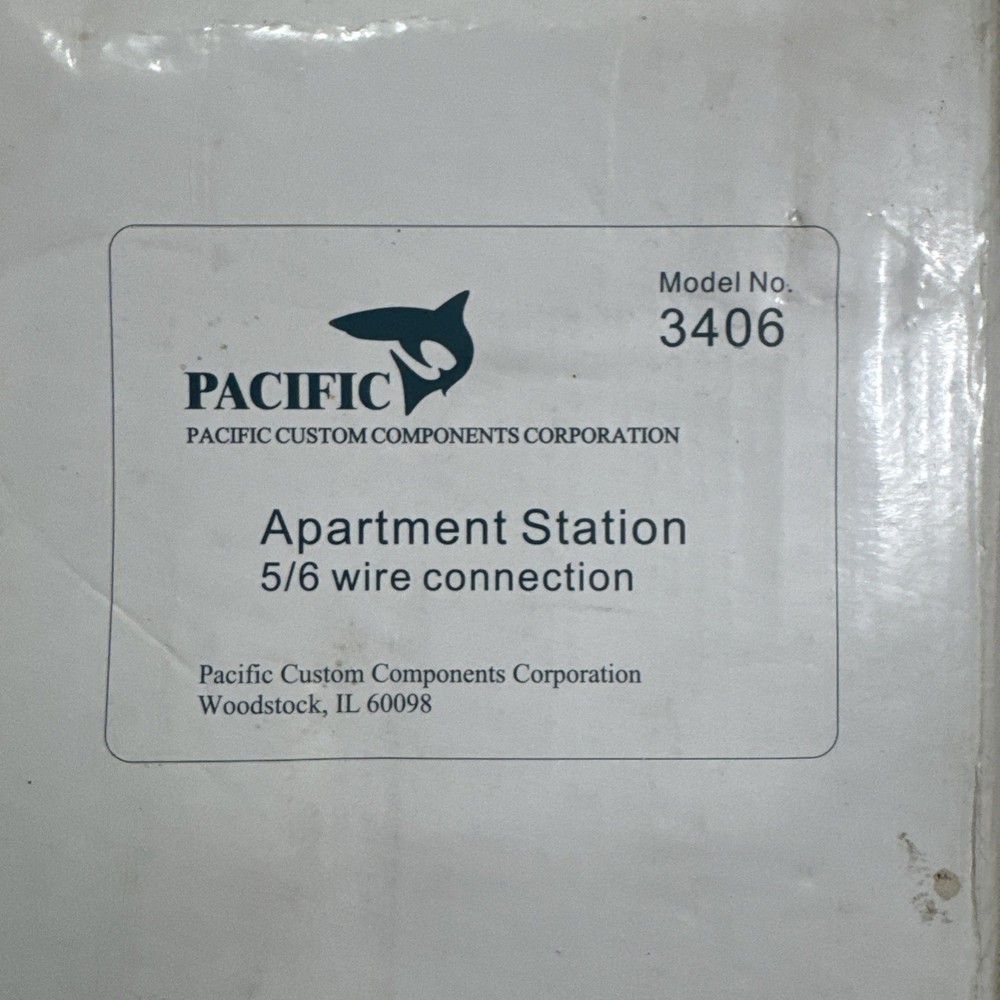 Model No.
3406
PACIFIC
PACIFIC CUSTOM COMPONENTS CORPORATION
Apartment Station
5/6 wire connection
Pacific Custom Components Corporation
Woodstock, IL 60098